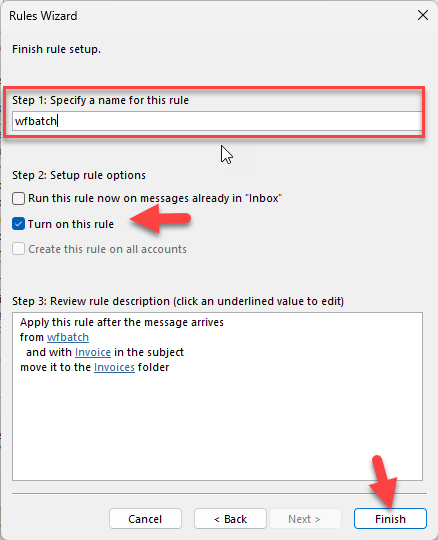 Rules Wizard
Finish rule setup.
Step 1: Specify a name for this rule
wfbatch
Step 2: Setup rule options
Run this rule now on messages already in "Inbox"
Turn on this rule
Create this rule on all accounts
Step 3: Review rule description (click an underlined value to edit)
Apply this rule after the message arrives
from wfbatch
and with Invoice in the subject
move it to the Invoices folder
Cancel < Back Next > Finish